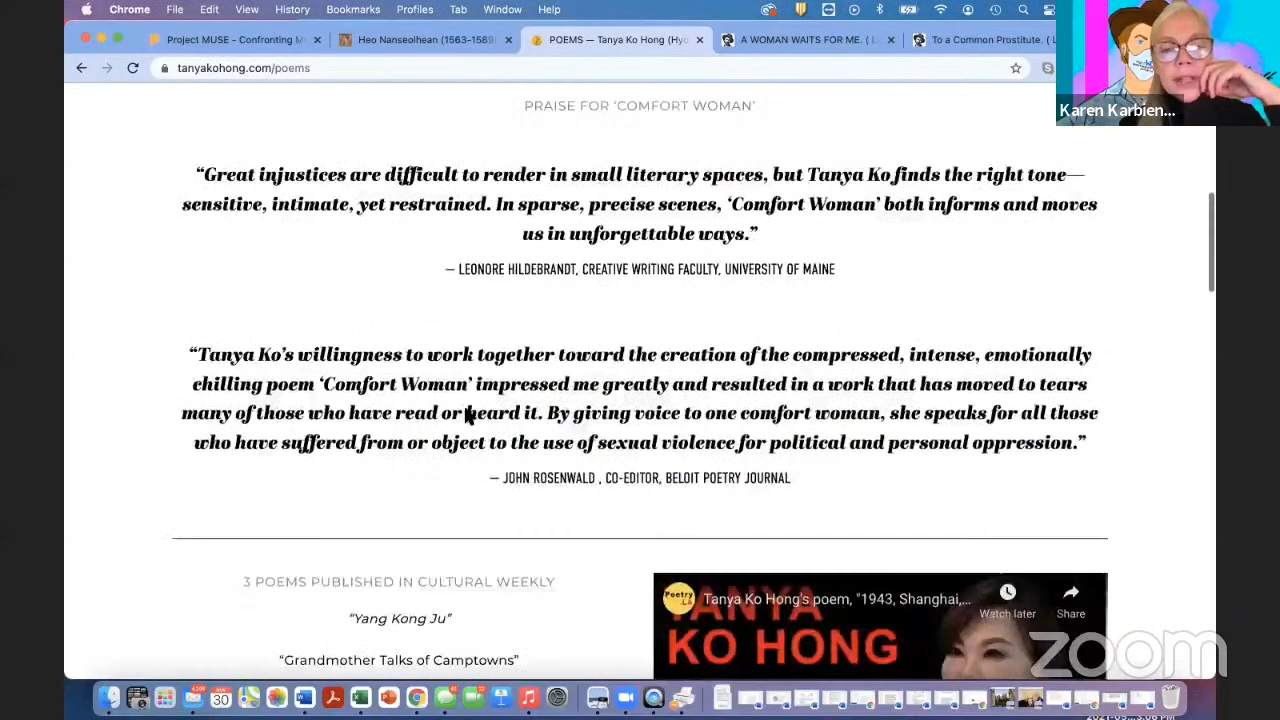 Chrome File Edit View History Bookmarks Profiles Tab Window Help
Project MUSE - Confronting M
Heo Nanseolhean (1563-1589
POEMS — Tanya Ko Hong (Hyo
A WOMAN WAITS FOR ME. ( L
To a Common Prostitute. ( L
tanyakohong.com/poems
Karen Karbien...
PRAISE FOR ‘COMFORT WOMAN’
“Great injustices are difficult to render in small literary spaces, but Tanya Ko finds the right tone—
sensitive, intimate, yet restrained. In sparse, precise scenes, ‘Comfort Woman’ both informs and moves
us in unforgettable ways.”
— LEONORE HILDEBRANDT, CREATIVE WRITING FACULTY, UNIVERSITY OF MAINE
“Tanya Ko’s willingness to work together toward the creation of the compressed, intense, emotionally
chilling poem ‘Comfort Woman’ impressed me greatly and resulted in a work that has moved to tears
many of those who have read or heard it. By giving voice to one comfort woman, she speaks for all those
who have suffered from or object to the use of sexual violence for political and personal oppression.”
— JOHN ROSENWALD , CO-EDITOR, BELOIT POETRY JOURNAL
3 POEMS PUBLISHED IN CULTURAL WEEKLY
“Yang Kong Ju”
“Grandmother Talks of Camptowns”
Poetry LA
Tanya Ko Hong's poem, "1943, Shanghai,...
Watch later
Share
TANYA
KO HONG
zoom
30